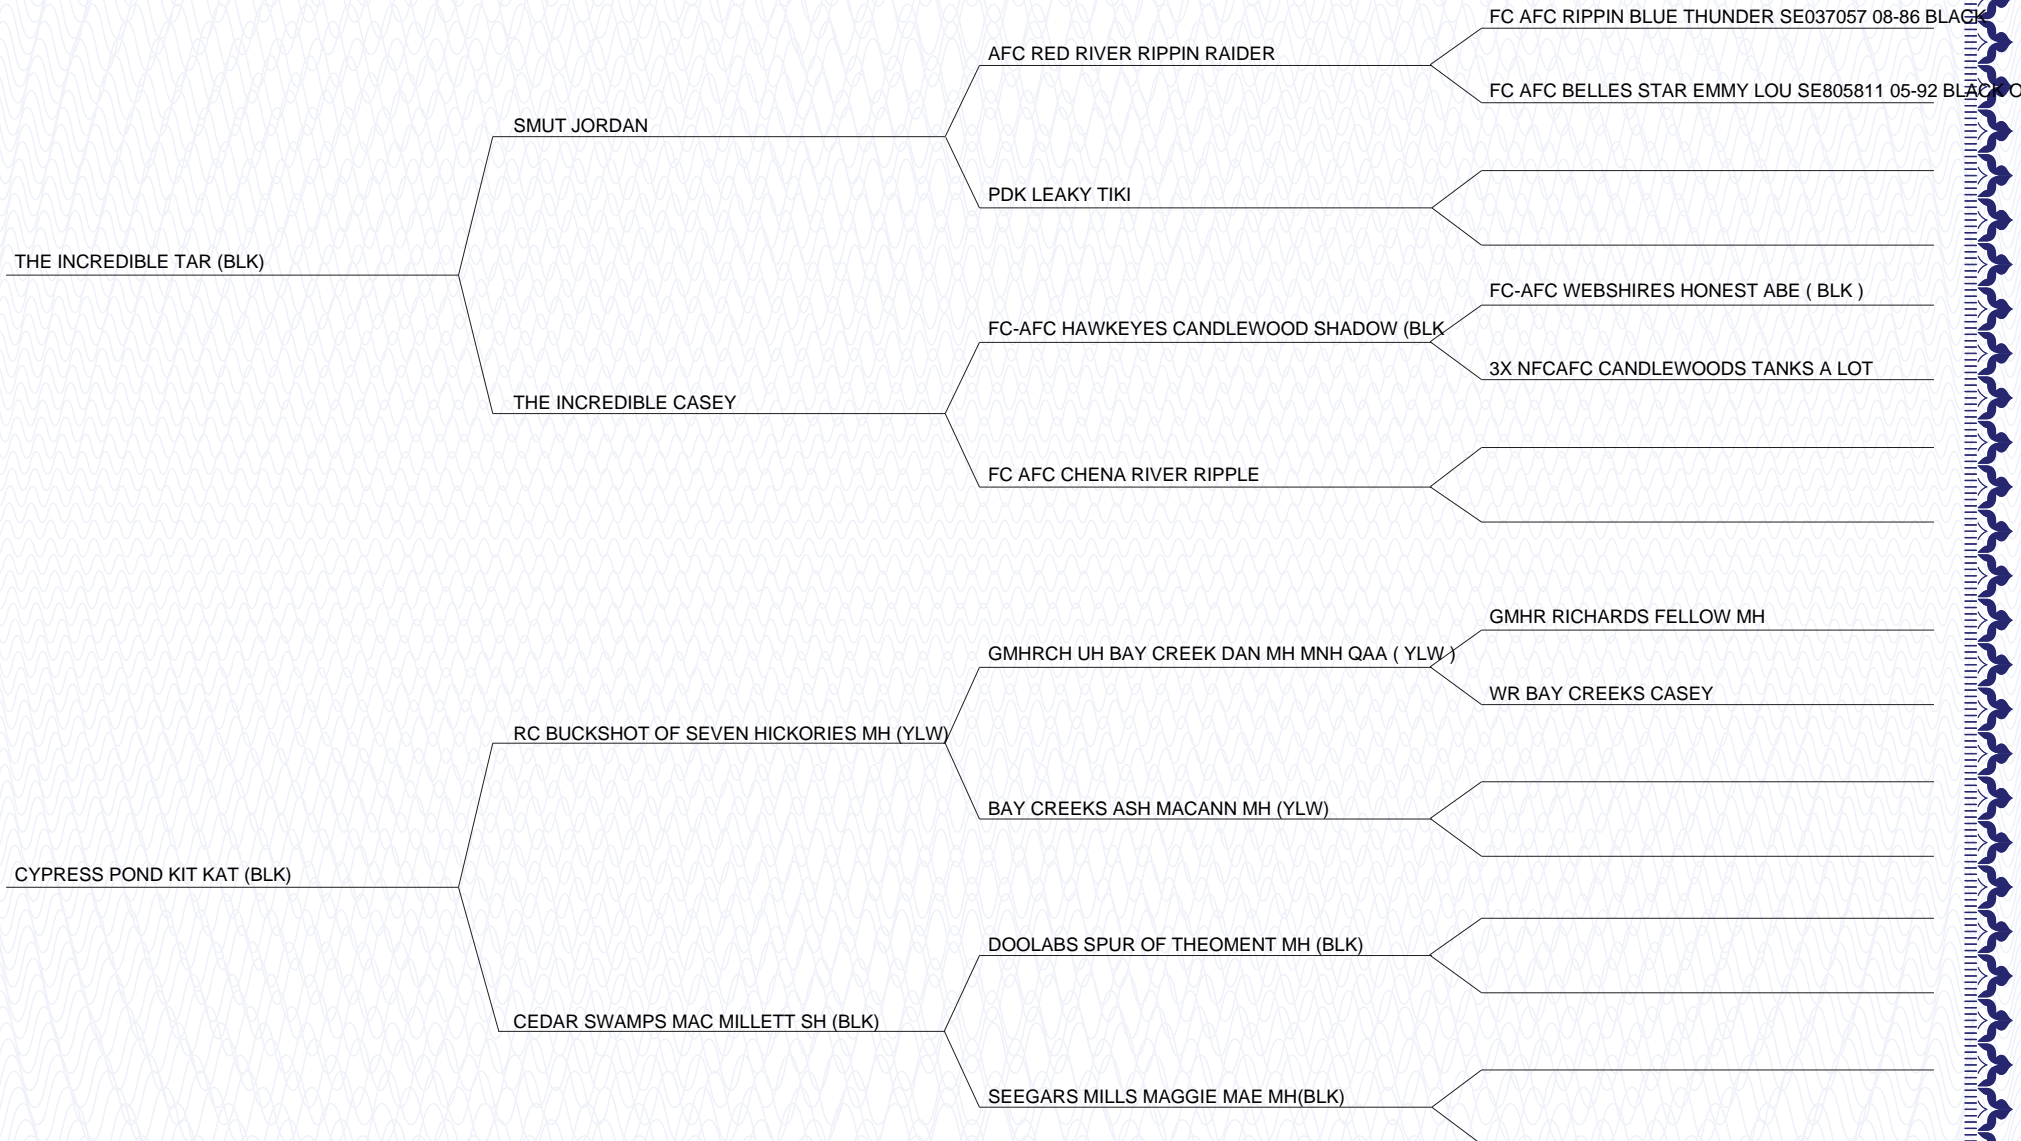 FC AFC RIPPIN BLUE THUNDER SE037057 08-86 BLACK
AFC RED RIVER RIPPIN RAIDER
FC AFC BELLES STAR EMMY LOU SE805811 05-92 BLACK O
SMUT JORDAN
PDK LEAKY TIKI
THE INCREDIBLE TAR (BLK)
FC-AFC WEBSHIRES HONEST ABE ( BLK )
FC-AFC HAWKEYES CANDLEWOOD SHADOW (BLK
3X NFCAFC CANDLEWOODS TANKS A LOT
THE INCREDIBLE CASEY
FC AFC CHENA RIVER RIPPLE
GMHR RICHARDS FELLOW MH
GMHRCH UH BAY CREEK DAN MH MNH QAA ( YLW )
WR BAY CREEKS CASEY
RC BUCKSHOT OF SEVEN HICKORIES MH (YLW)
BAY CREEKS ASH MACANN MH (YLW)
CYPRESS POND KIT KAT (BLK)
DOOLABS SPUR OF THEOMENT MH (BLK)
CEDAR SWAMPS MAC MILLETT SH (BLK)
SEEGARS MILLS MAGGIE MAE MH(BLK)